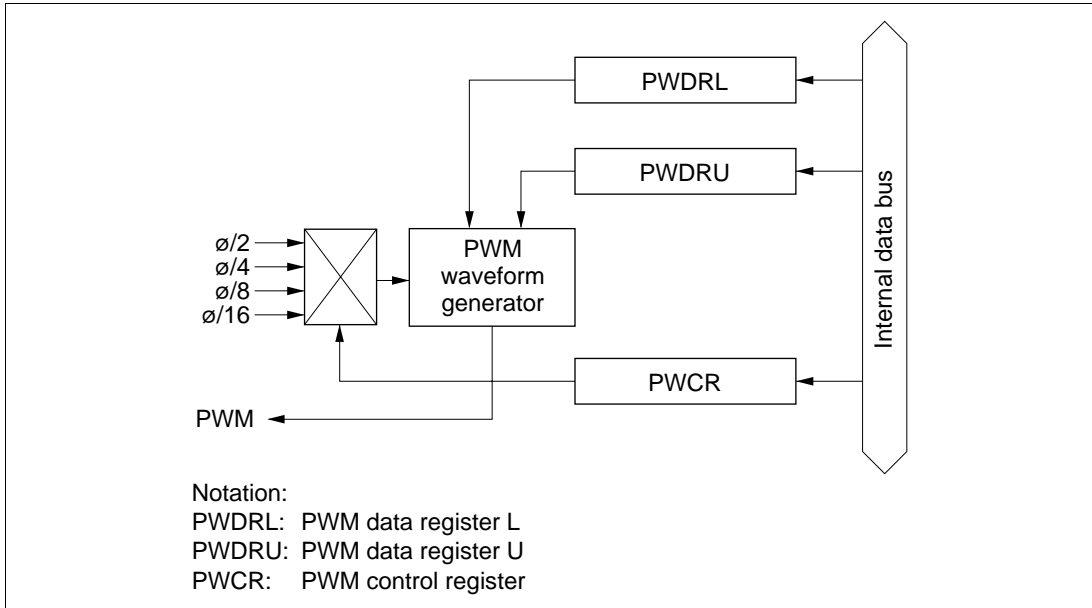 PWDRL
PWDRU
Internal data bus
ø/2
ø/4
ø/8
ø/16
PWM
waveform
generator
PWCR
PWM
Notation:
PWDRL: PWM data register L
PWDRU: PWM data register U
PWCR: PWM control register